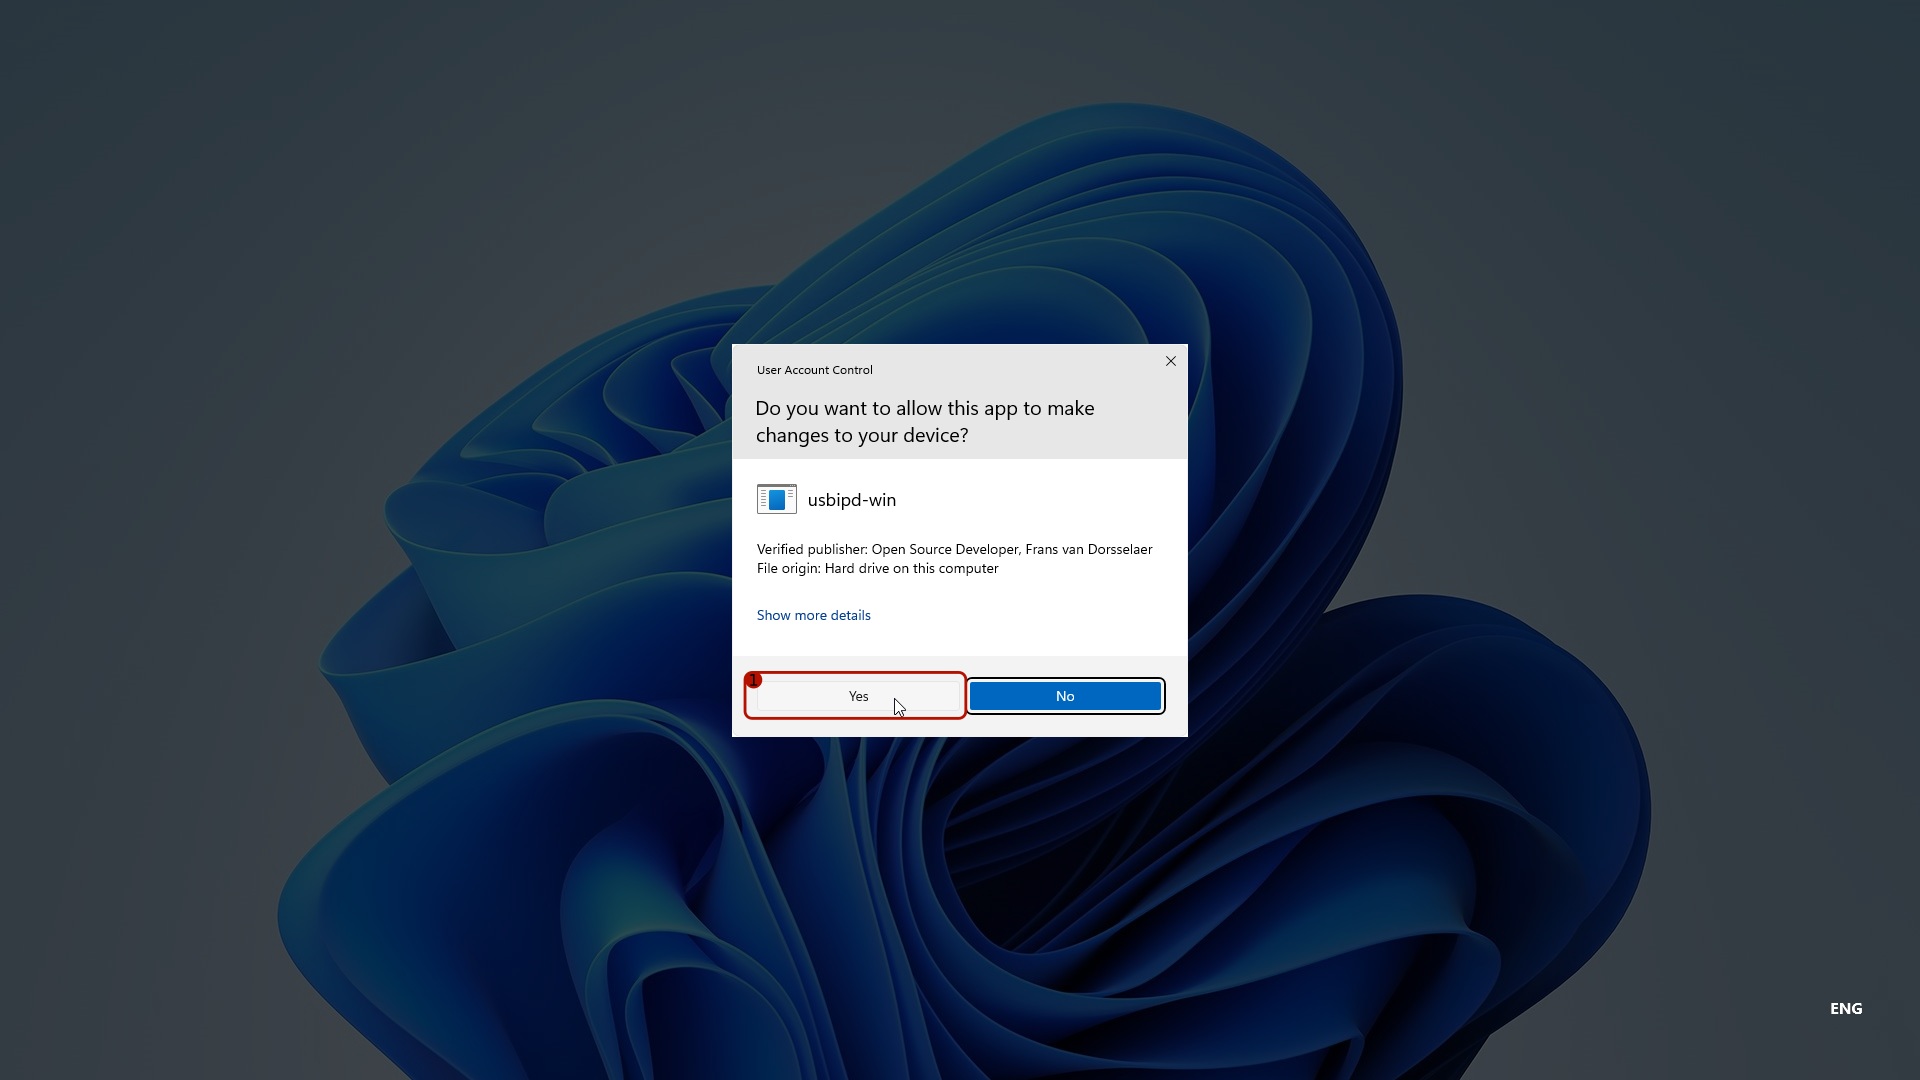 User Account Control
Do you want to allow this app to make
changes to your device?
usbipd-win
Verified publisher: Open Source Developer, Frans van Dorsselaer
File origin: Hard drive on this computer
Show more details
1
Yes
No
ENG